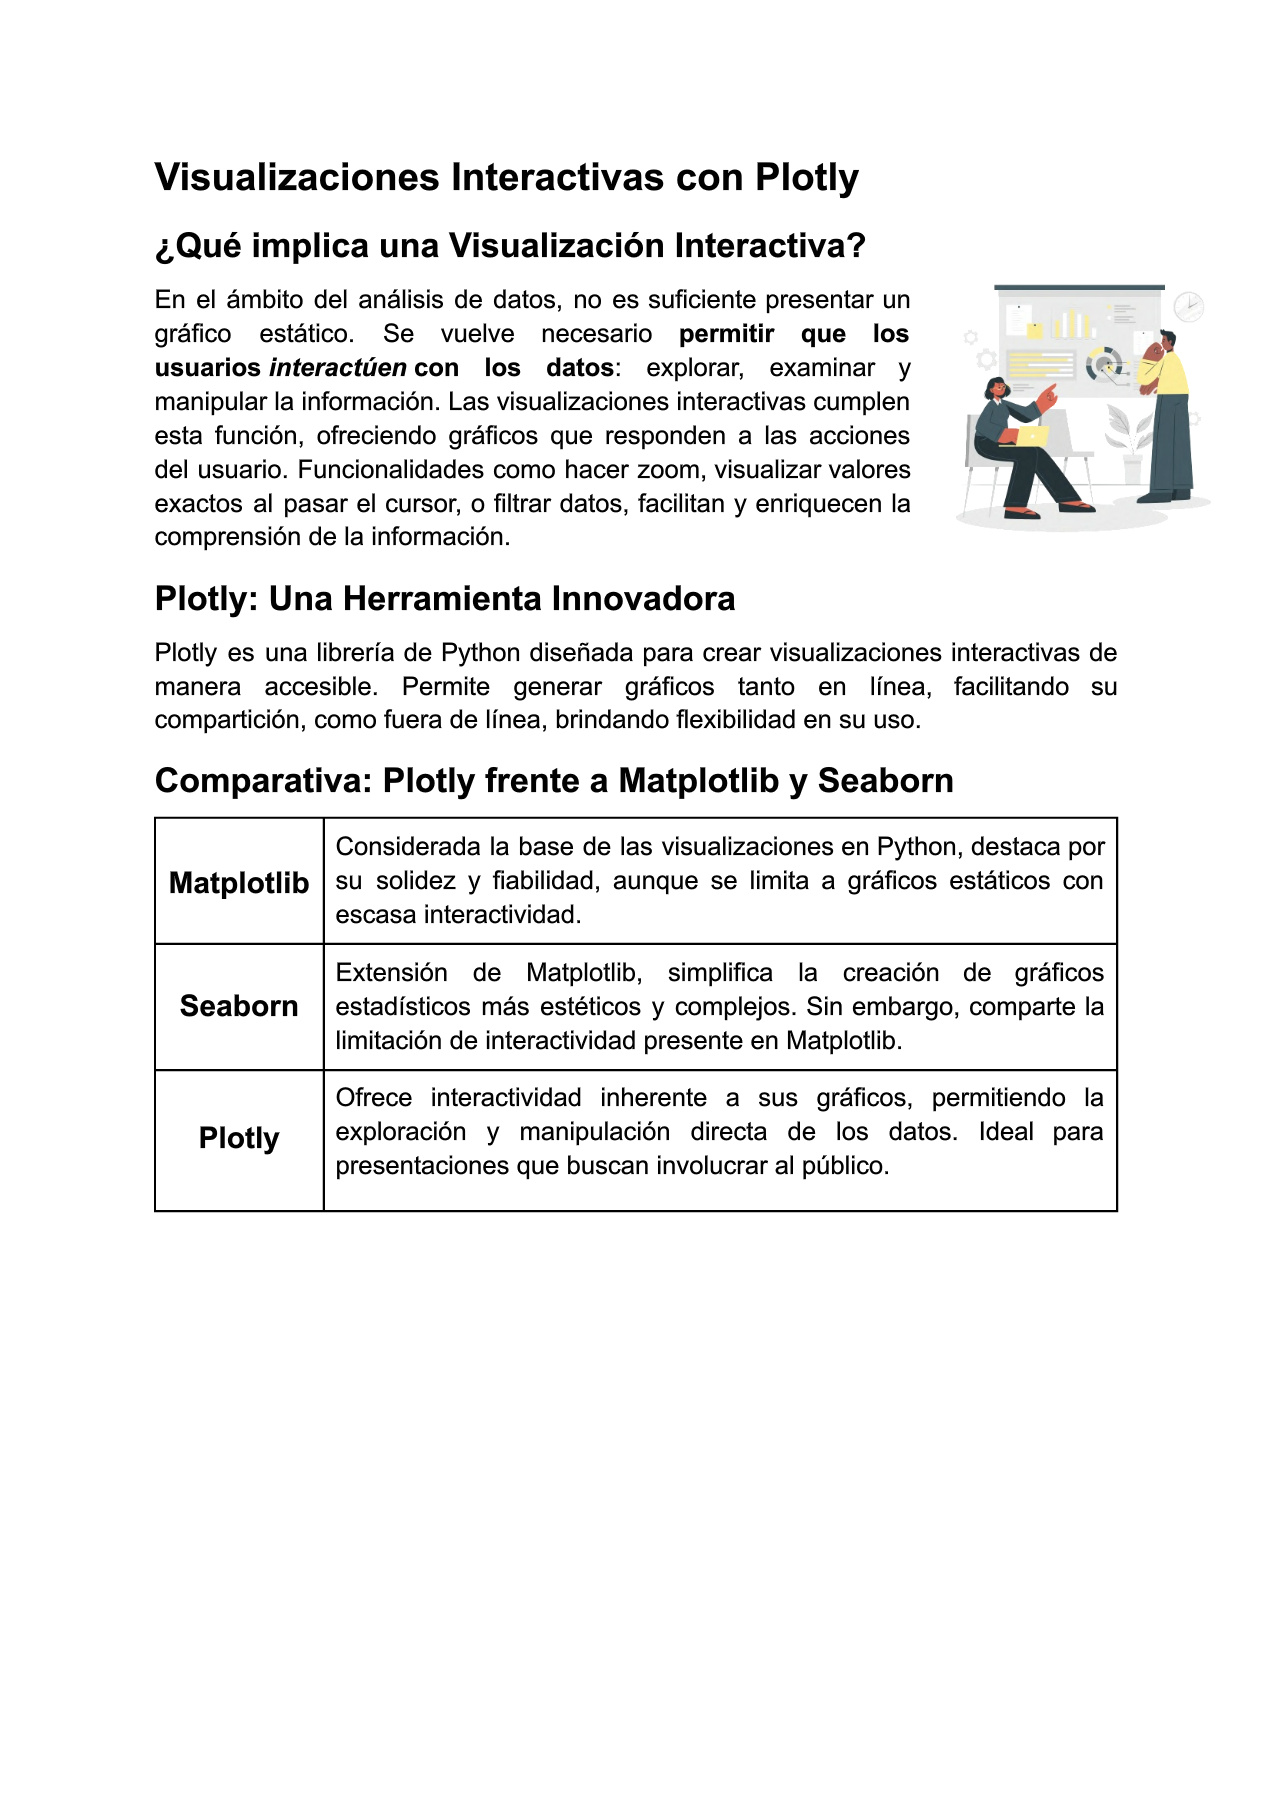 Visualizaciones Interactivas con Plotly
¿Qué implica una Visualización Interactiva?
En el ámbito del análisis de datos, no es suficiente presentar un
gráfico estático. Se vuelve necesario permitir que los
usuarios interactúen con los datos: explorar, examinar y
manipular la información. Las visualizaciones interactivas cumplen
esta función, ofreciendo gráficos que responden a las acciones
del usuario. Funcionalidades como hacer zoom, visualizar valores
exactos al pasar el cursor, o filtrar datos, facilitan y enriquecen la
comprensión de la información.
Plotly: Una Herramienta Innovadora
Plotly es una librería de Python diseñada para crear visualizaciones interactivas de
manera accesible. Permite generar gráficos tanto en línea, facilitando su
compartición, como fuera de línea, brindando flexibilidad en su uso.
Comparativa: Plotly frente a Matplotlib y Seaborn
Matplotlib
Considerada la base de las visualizaciones en Python, destaca por
su solidez y fiabilidad, aunque se limita a gráficos estáticos con
escasa interactividad.
Seaborn
Extensión de Matplotlib, simplifica la creación de gráficos
estadísticos más estéticos y complejos. Sin embargo, comparte la
limitación de interactividad presente en Matplotlib.
Plotly
Ofrece interactividad inherente a sus gráficos, permitiendo la
exploración y manipulación directa de los datos. Ideal para
presentaciones que buscan involucrar al público.